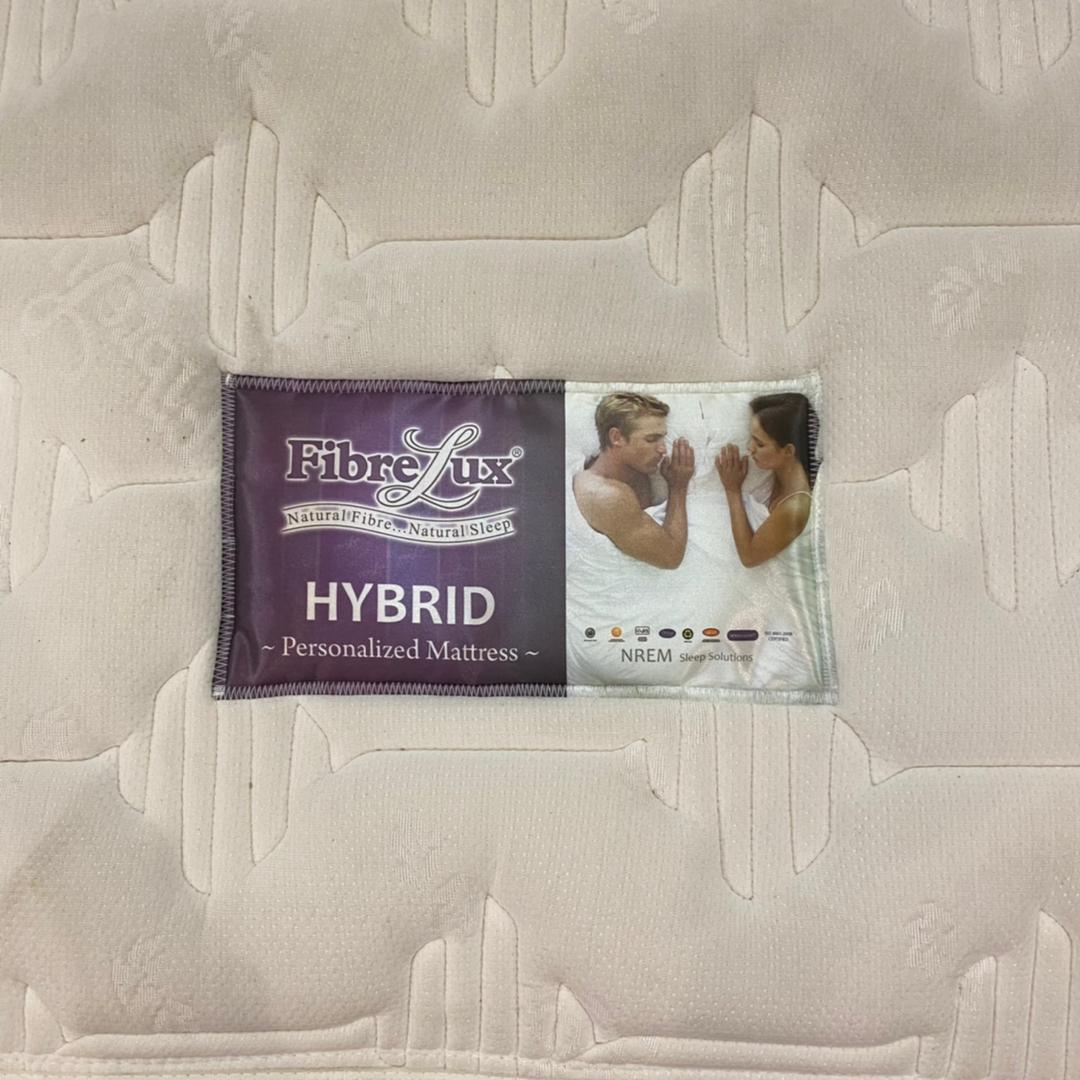 FibreLux®
Natural Fibre...Natural Sleep
HYBRID
~ Personalized Mattress ~
NREM Sleep Solutions